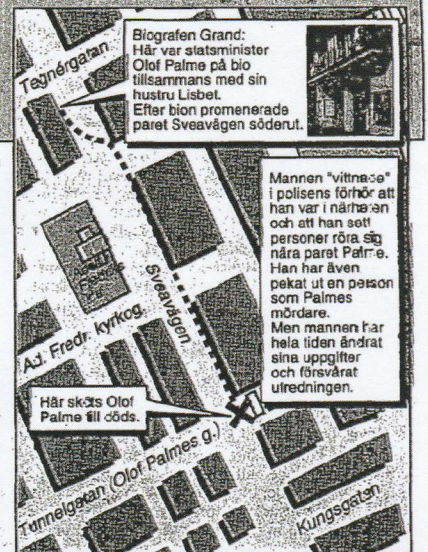 Biografen Grand:
Här var statsminister
Olof Palme på bio
tillsammans med sin
hustru Lisbet.
Efter bion promenerade
paret Sveavägen söderut.
Tegnérgatan
Mannen "vittnade"
i polisens förhör att
han var i närheten
och att han sett
personer röra sig
nära paret Palme.
Han har även
pekat ut en person
som Palmes
mördare.
Men mannen har
hela tiden ändrat
sina uppgifter
och försvårat
utredningen.
Sveavägen
Ad. Fredr. kyrkog.
Här sköts Olof
Palme till döds.
Tunnelgatan (Olof Palmes g.)
Kungsgatan